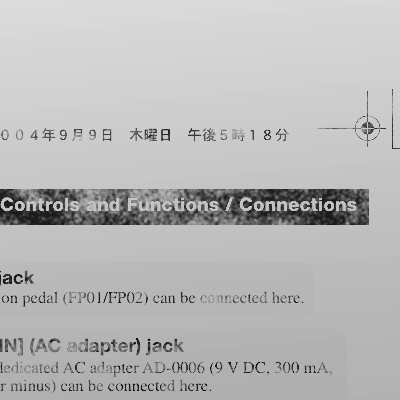 ００４年９月９日　木曜日　午後５時１８分
Controls and Functions / Connections
jack
ion pedal (FP01/FP02) can be connected here.
IN] (AC adapter) jack
dedicated AC adapter AD-0006 (9 V DC, 300 mA,
r minus) can be connected here.